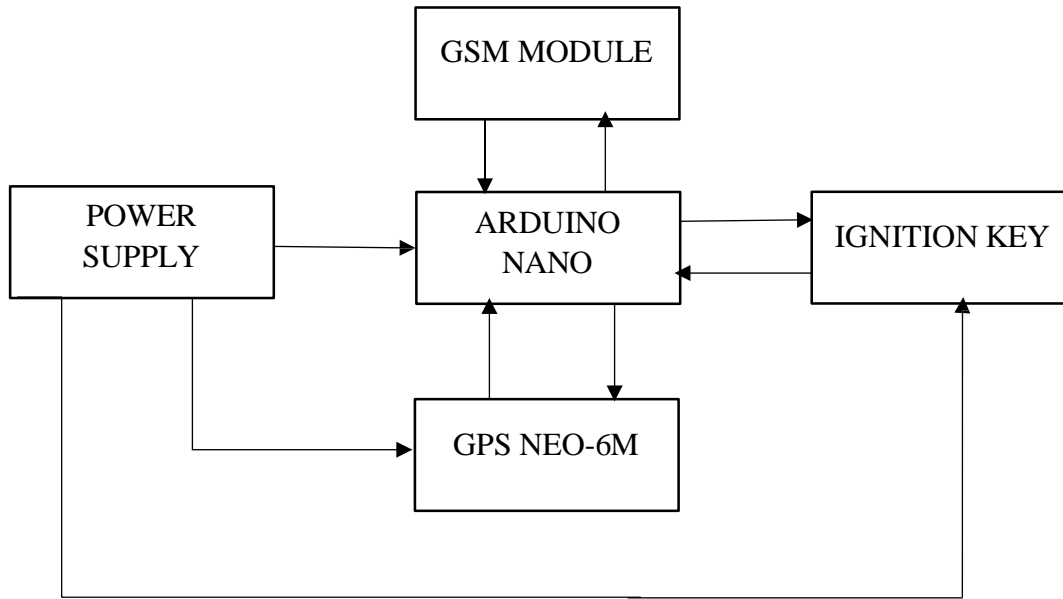 GSM MODULE
POWER
SUPPLY
ARDUINO
NANO
IGNITION KEY
GPS NEO-6M